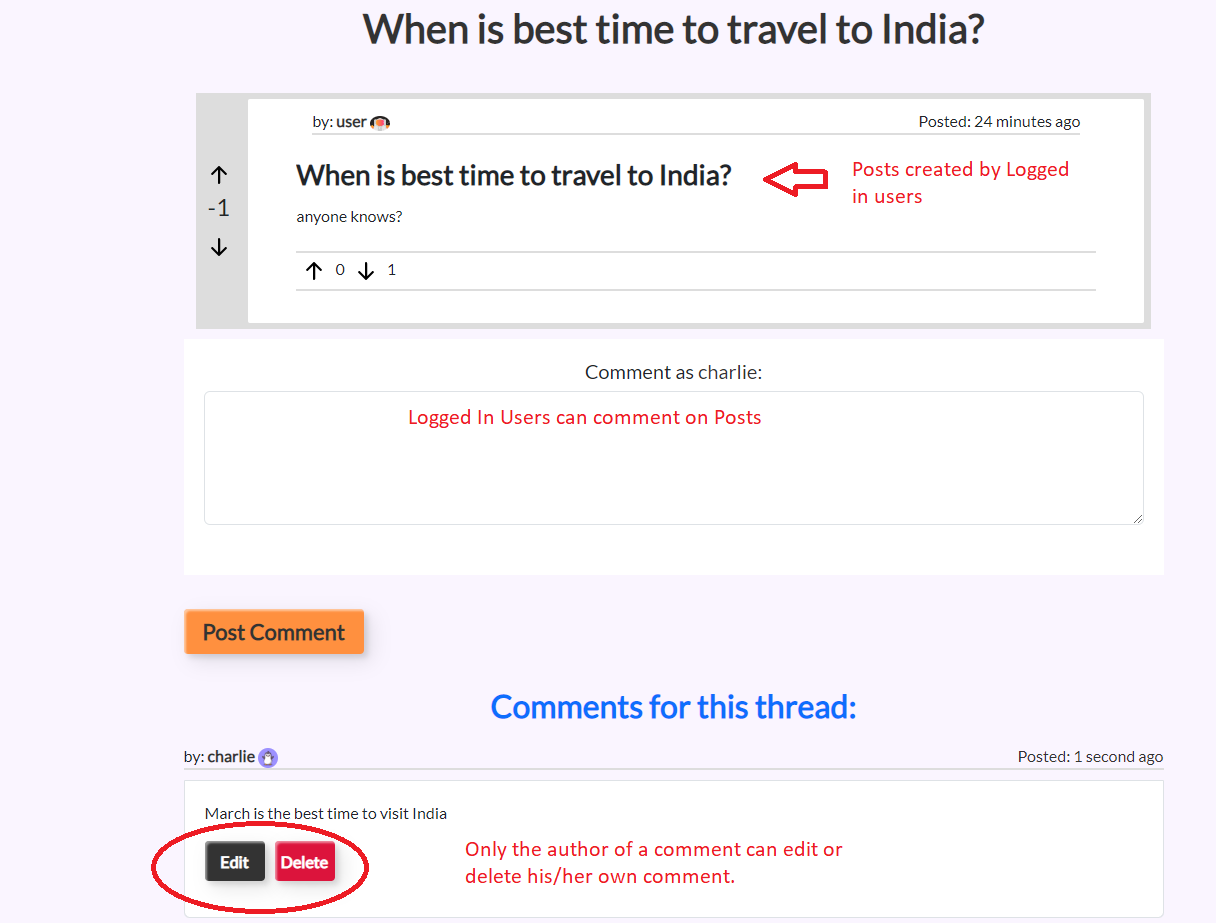 When is best time to travel to India?
by: user
Posted: 24 minutes ago
-1
When is best time to travel to India?
Posts created by Logged
in users
anyone knows?
0 1
Comment as charlie:
Logged In Users can comment on Posts
Post Comment
Comments for this thread:
by: charlie
Posted: 1 second ago
March is the best time to visit India
Edit Delete
Only the author of a comment can edit or
delete his/her own comment.